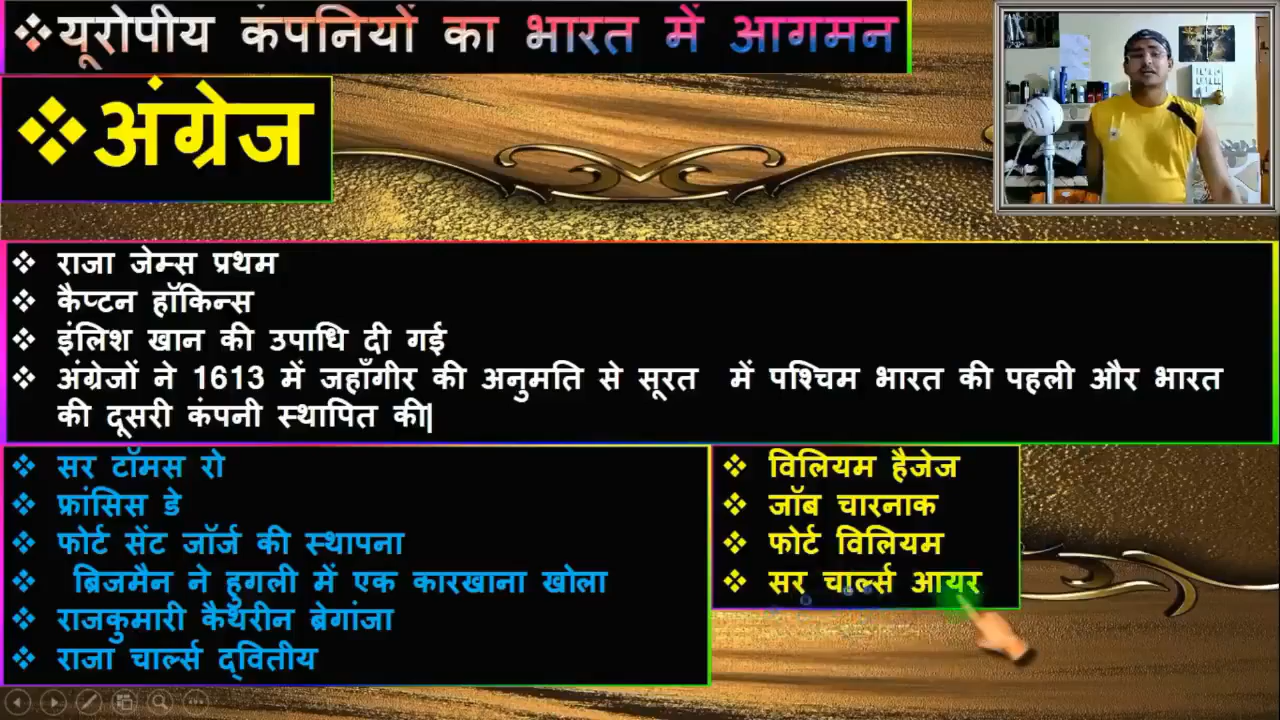 ❖यूरोपीय कंपनियों का भारत में आगमन
❖अंग्रेज
❖ राजा जेम्स प्रथम
❖ कैप्टन हॉकिन्स
❖ इंलिश खान की उपाधि दी गई
❖ अंग्रेजों ने 1613 में जहाँगीर की अनुमति से सूरत में पश्चिम भारत की पहली और भारत
की दूसरी कंपनी स्थापित की|
❖ सर टॉमस रो
❖ फ्रांसिस डे
❖ फोर्ट सेंट जॉर्ज की स्थापना
❖ ब्रिजमैन ने हुगली में एक कारखाना खोला
❖ राजकुमारी कैथरीन ब्रेगांजा
❖ राजा चार्ल्स द्वितीय
❖ विलियम हैजेज
❖ जॉब चारनाक
❖ फोर्ट विलियम
❖ सर चार्ल्स आयर